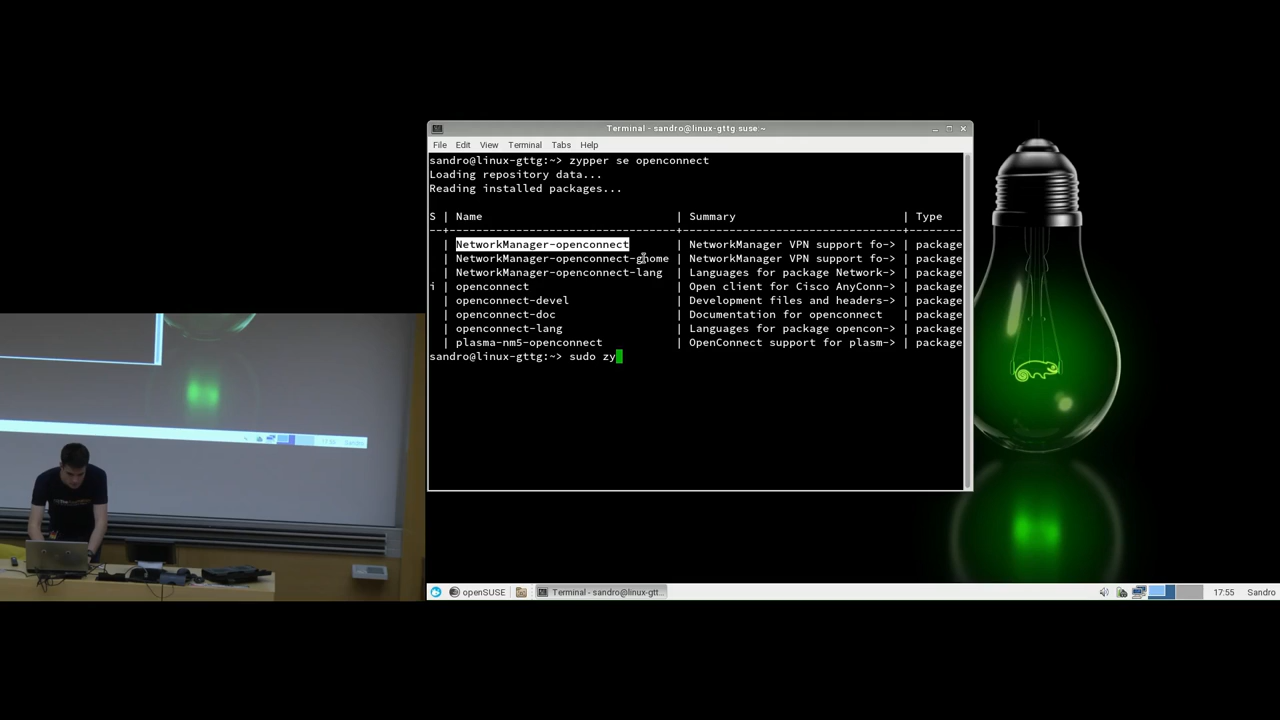 Terminal - sandro@linux-gttg:suse:~
File Edit View Terminal Tabs Help
sandro@linux-gttg:~> zypper se openconnect
Loading repository data...
Reading installed packages...
S | Name | Summary | Type
--+---------------------------------+----------------------------------+--------
| NetworkManager-openconnect | NetworkManager VPN support fo-> | package
| NetworkManager-openconnect-gnome | NetworkManager VPN support fo-> | package
| NetworkManager-openconnect-lang | Languages for package Network-> | package
i | openconnect | Open client for Cisco AnyConn-> | package
| openconnect-devel | Development files and headers-> | package
| openconnect-doc | Documentation for openconnect | package
| openconnect-lang | Languages for package opencon-> | package
| plasma-nm5-openconnect | OpenConnect support for plasm-> | package
sandro@linux-gttg:~> sudo zy
openSUSE Terminal - sandro@linux-gtt... 17:55 Sandro